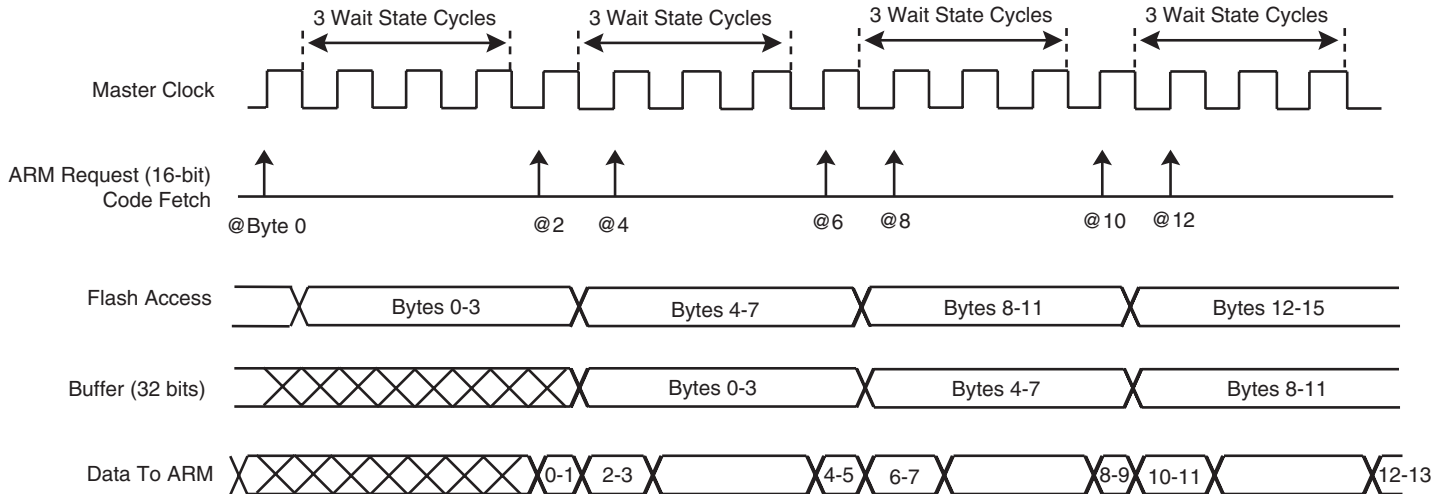 3 Wait State Cycles 3 Wait State Cycles 3 Wait State Cycles 3 Wait State Cycles
Master Clock
ARM Request (16-bit)
Code Fetch
@Byte 0 @2 @4 @6 @8 @10 @12
Flash Access Bytes 0-3 Bytes 4-7 Bytes 8-11 Bytes 12-15
Buffer (32 bits) Bytes 0-3 Bytes 4-7 Bytes 8-11
Data To ARM 0-1 2-3 4-5 6-7 8-9 10-11 12-13